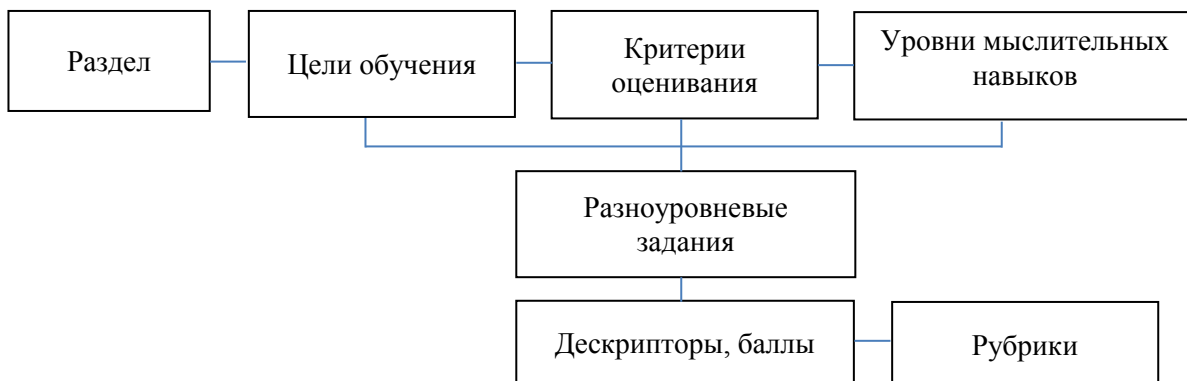 Раздел
Цели обучения
Критерии
оценивания
Уровни мыслительных
навыков
Разноуровневые
задания
Дескрипторы, баллы
Рубрики